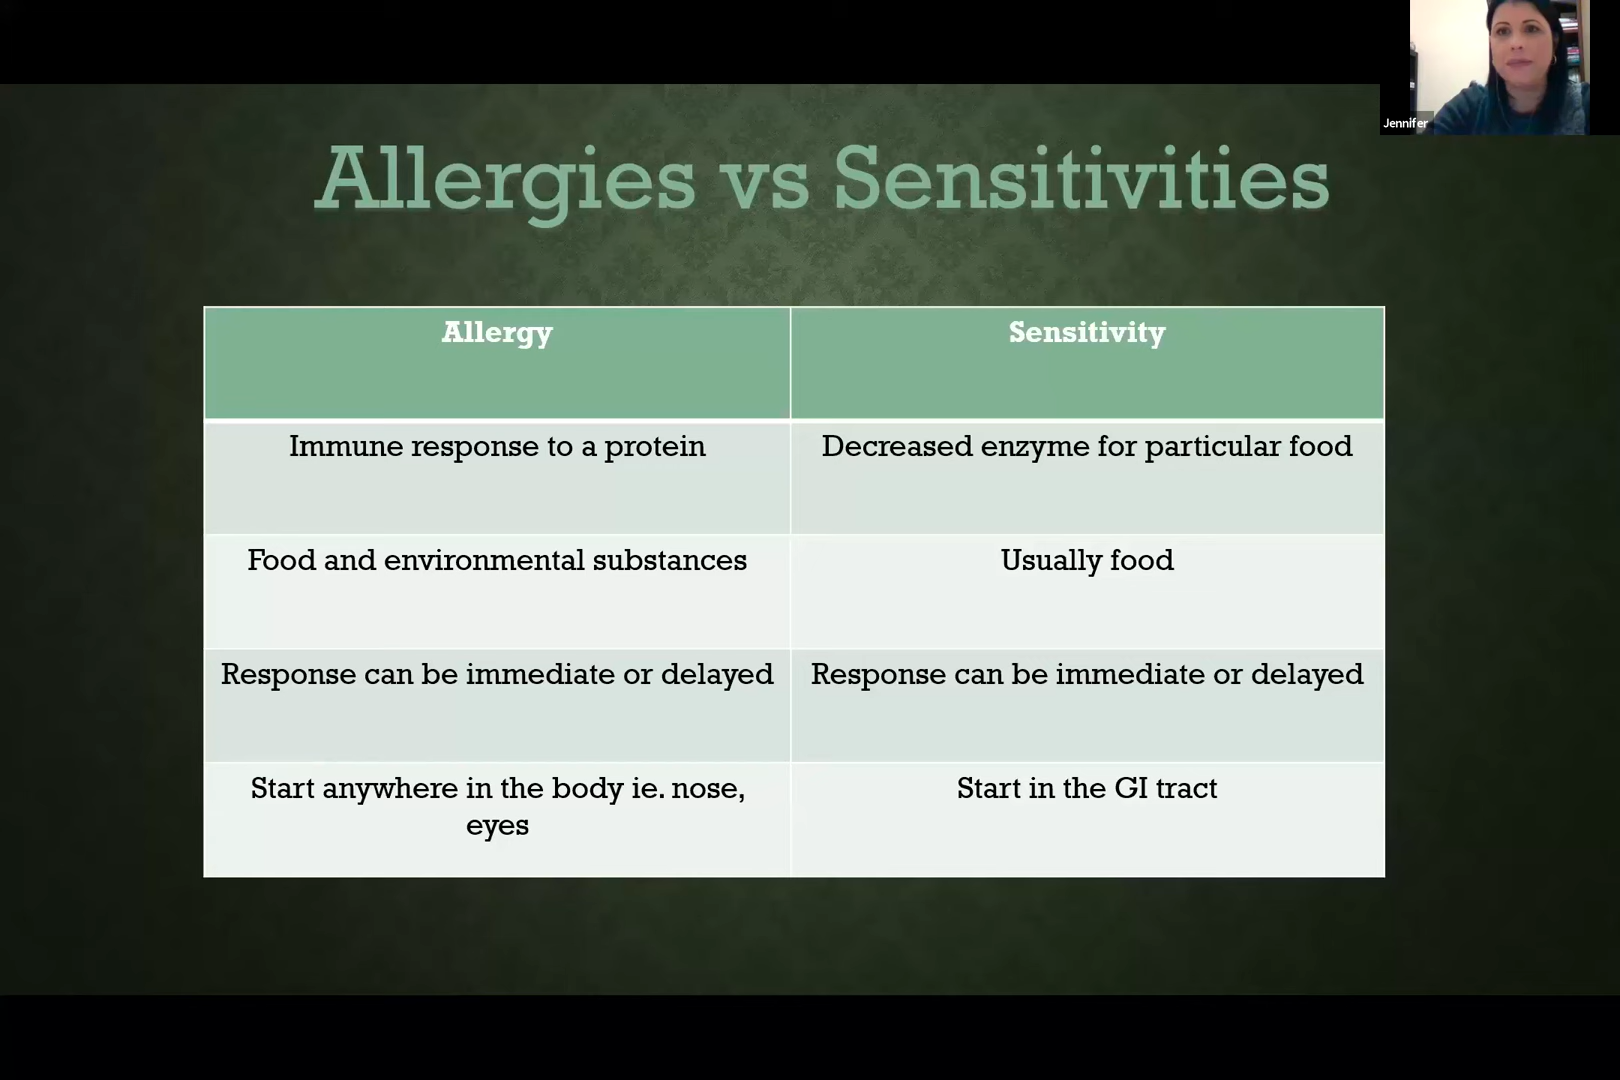 Jennifer
Allergies vs Sensitivities
Allergy
Sensitivity
Immune response to a protein
Decreased enzyme for particular food
Food and environmental substances
Usually food
Response can be immediate or delayed
Response can be immediate or delayed
Start anywhere in the body ie. nose,
eyes
Start in the GI tract